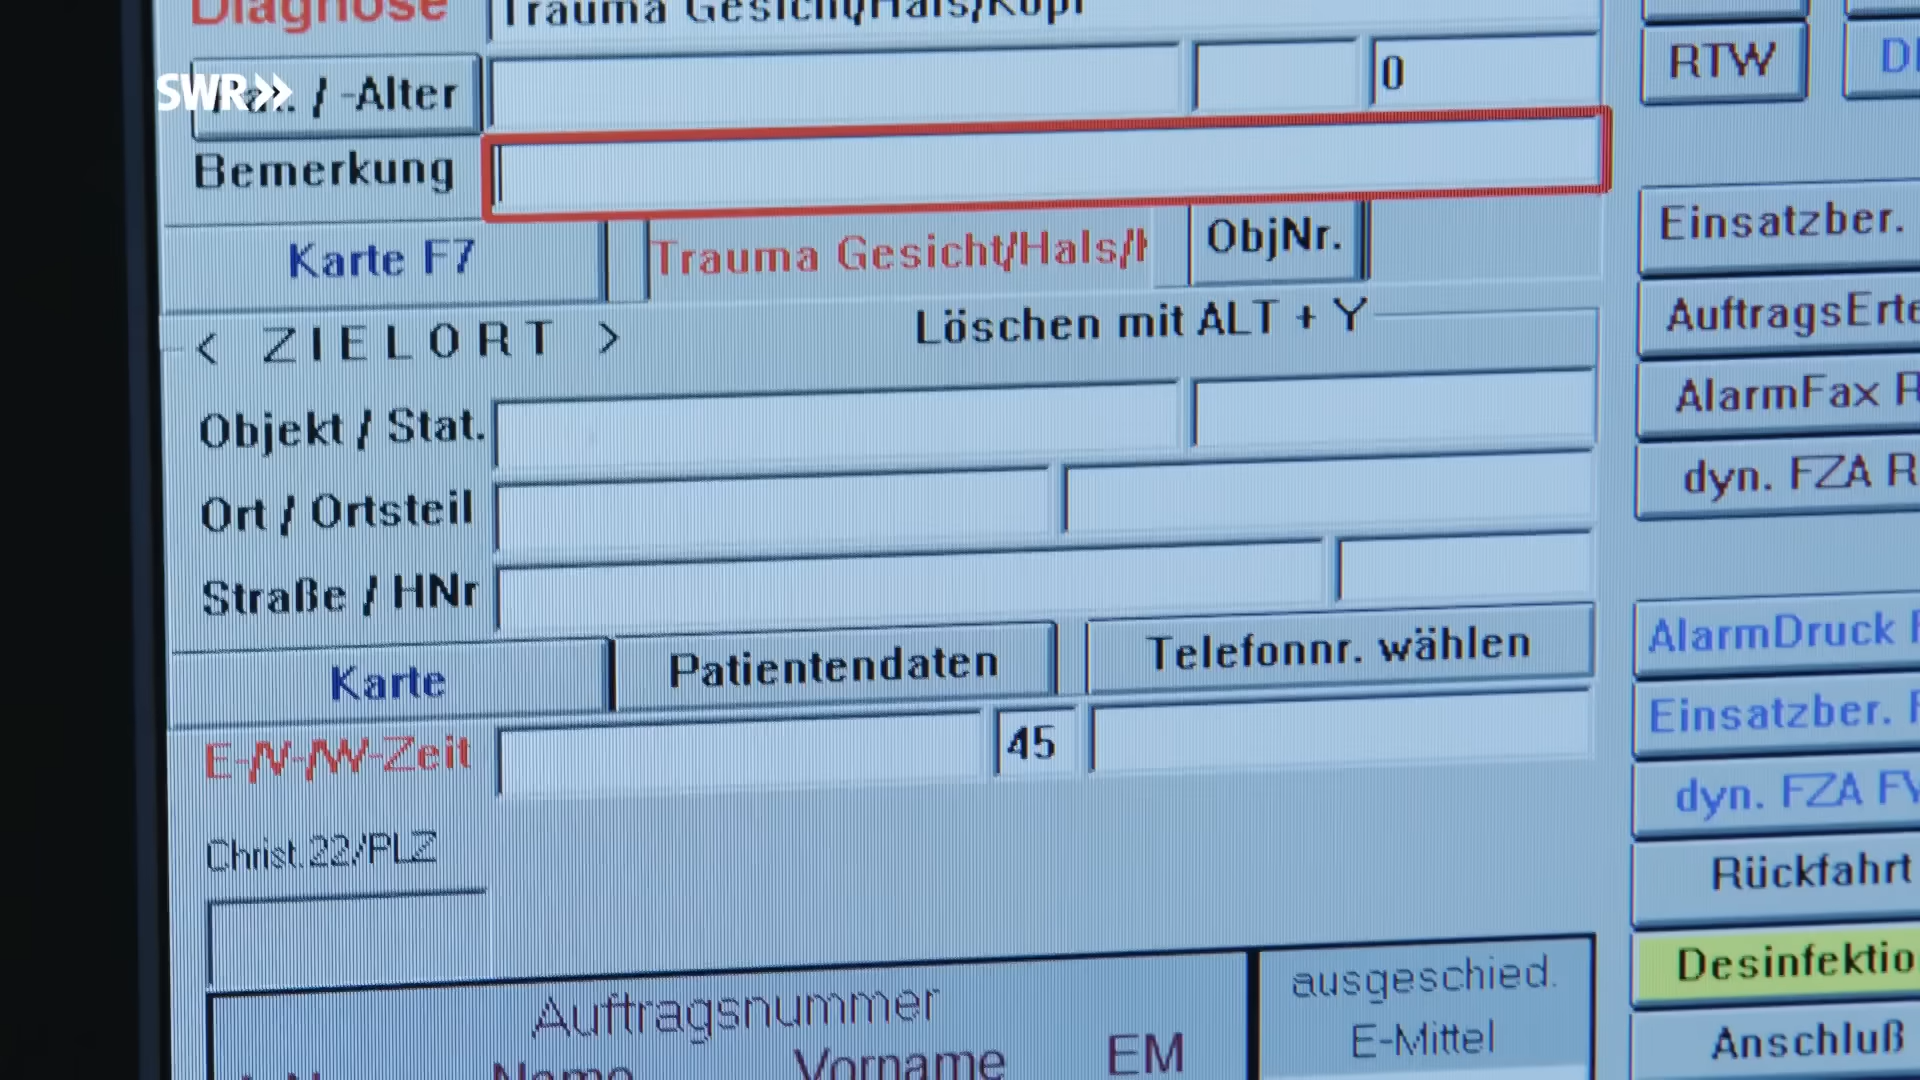 Diagnose Trauma Gesicht/Hals/Kopf
SWR>> / -Alter 0 RTW
Bemerkung
Einsatzber.
Karte F7 Trauma Gesicht/Hals/ ObjNr.
< ZIELORT > Löschen mit ALT + Y AuftragsErte
Objekt / Stat. AlarmFax
Ort / Ortsteil dyn. FZA R
Straße / HNr
Karte Patientendaten Telefonnr. wählen AlarmDruck
E-/V-/W-Zeit 45 Einsatzber.
dyn. FZA
Christ.22/PLZ Rückfahrt
Auftragsnummer ausgeschied. Desinfektio
Name Vorname EM E-Mittel Anschluß